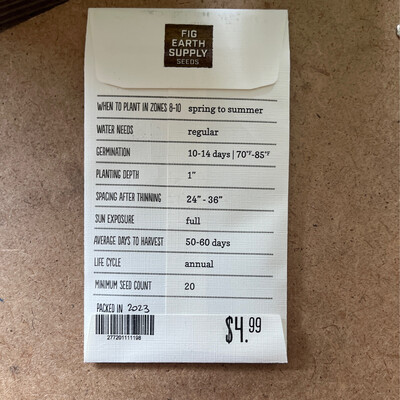 FIG
EARTH
SUPPLY
SEEDS
WHEN TO PLANT IN ZONES 8-10 spring to summer
WATER NEEDS regular
GERMINATION 10-14 days | 70°F-85°F
PLANTING DEPTH 1"
SPACING AFTER THINNING 24" - 36"
SUN EXPOSURE full
AVERAGE DAYS TO HARVEST 50-60 days
LIFE CYCLE annual
MINIMUM SEED COUNT 20
PACKED IN 2023
277201111198
$4.99